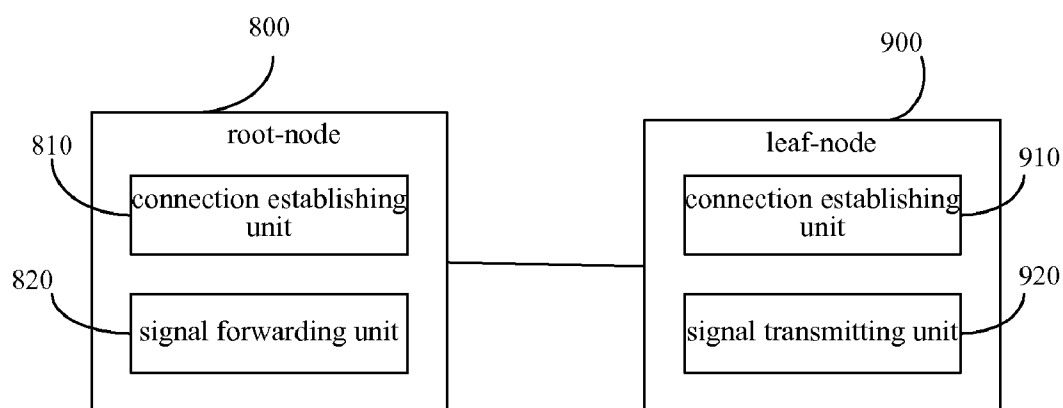 800
900
root-node
leaf-node
810
connection establishing
unit
910
connection establishing
unit
820
signal forwarding unit
920
signal transmitting unit